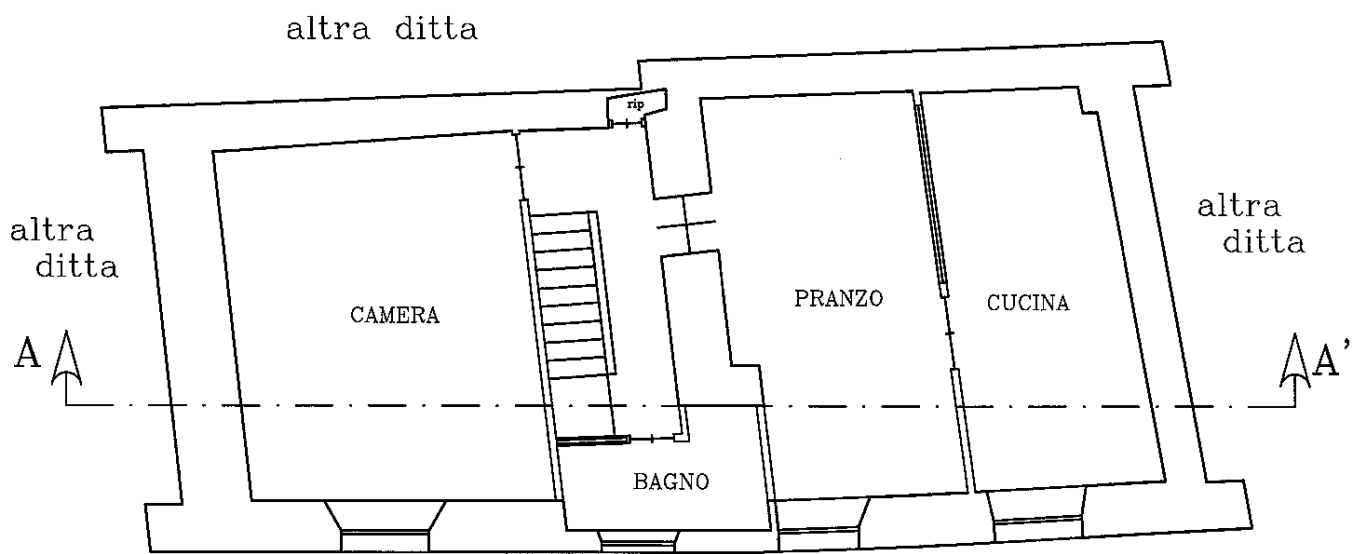 altra ditta
rip
altra
ditta
altra
ditta
CAMERA
PRANZO
CUCINA
A
A'
BAGNO